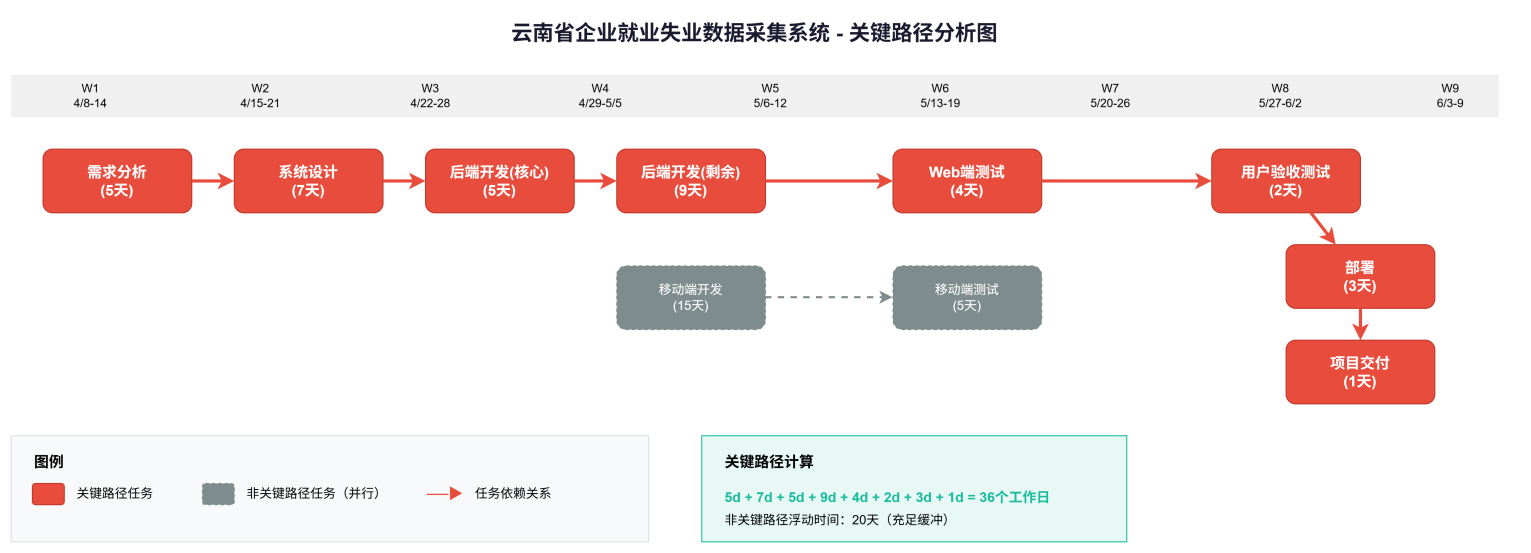 云南省企业就业失业数据采集系统 - 关键路径分析图
W1
4/8-14
W2
4/15-21
W3
4/22-28
W4
4/29-5/5
W5
5/6-12
W6
5/13-19
W7
5/20-26
W8
5/27-6/2
W9
6/3-9
需求分析
(5天)
系统设计
(7天)
后端开发(核心)
(5天)
后端开发(剩余)
(9天)
Web端测试
(4天)
用户验收测试
(2天)
移动端开发
(15天)
移动端测试
(5天)
部署
(3天)
项目交付
(1天)
图例
关键路径任务
非关键路径任务（并行）
任务依赖关系
关键路径计算
5d + 7d + 5d + 9d + 4d + 2d + 3d + 1d = 36个工作日
非关键路径浮动时间：20天（充足缓冲）